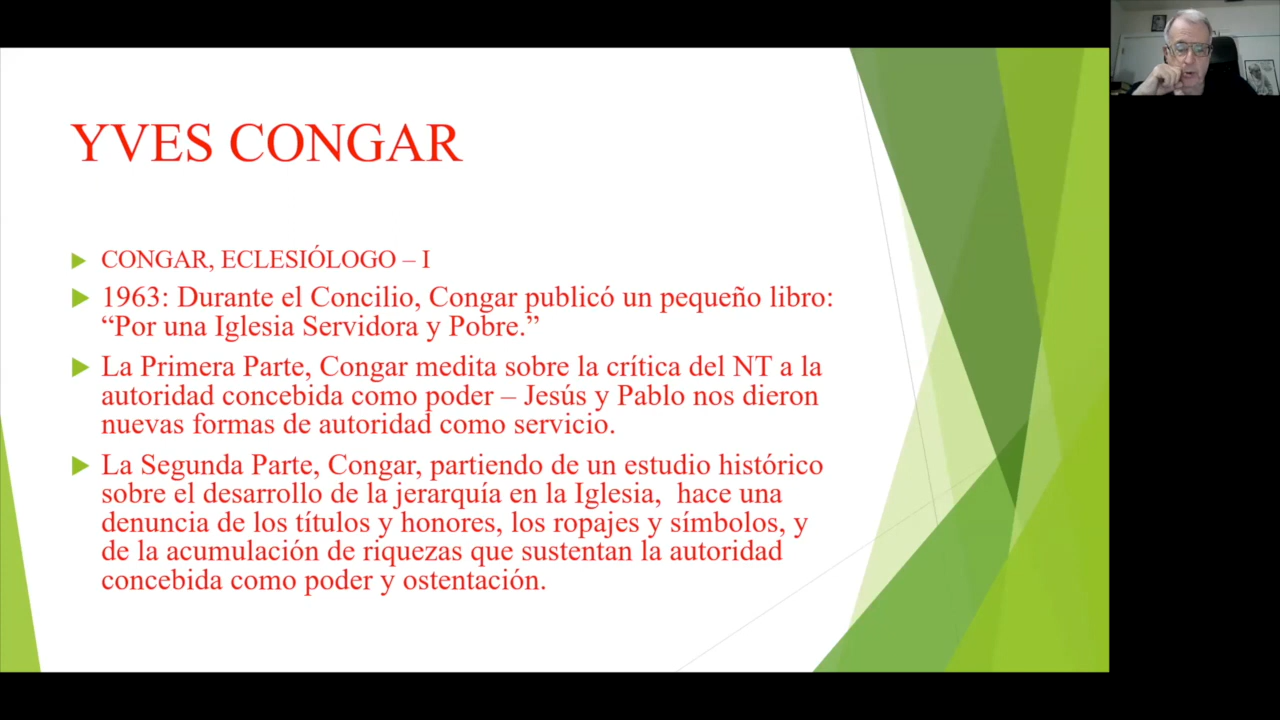 YVES CONGAR
CONGAR, ECLESIÓLOGO – I
1963: Durante el Concilio, Congar publicó un pequeño libro:
“Por una Iglesia Servidora y Pobre.”
La Primera Parte, Congar medita sobre la crítica del NT a la
autoridad concebida como poder – Jesús y Pablo nos dieron
nuevas formas de autoridad como servicio.
La Segunda Parte, Congar, partiendo de un estudio histórico
sobre el desarrollo de la jerarquía en la Iglesia,  hace una
denuncia de los títulos y honores, los ropajes y símbolos, y
de la acumulación de riquezas que sustentan la autoridad
concebida como poder y ostentación.